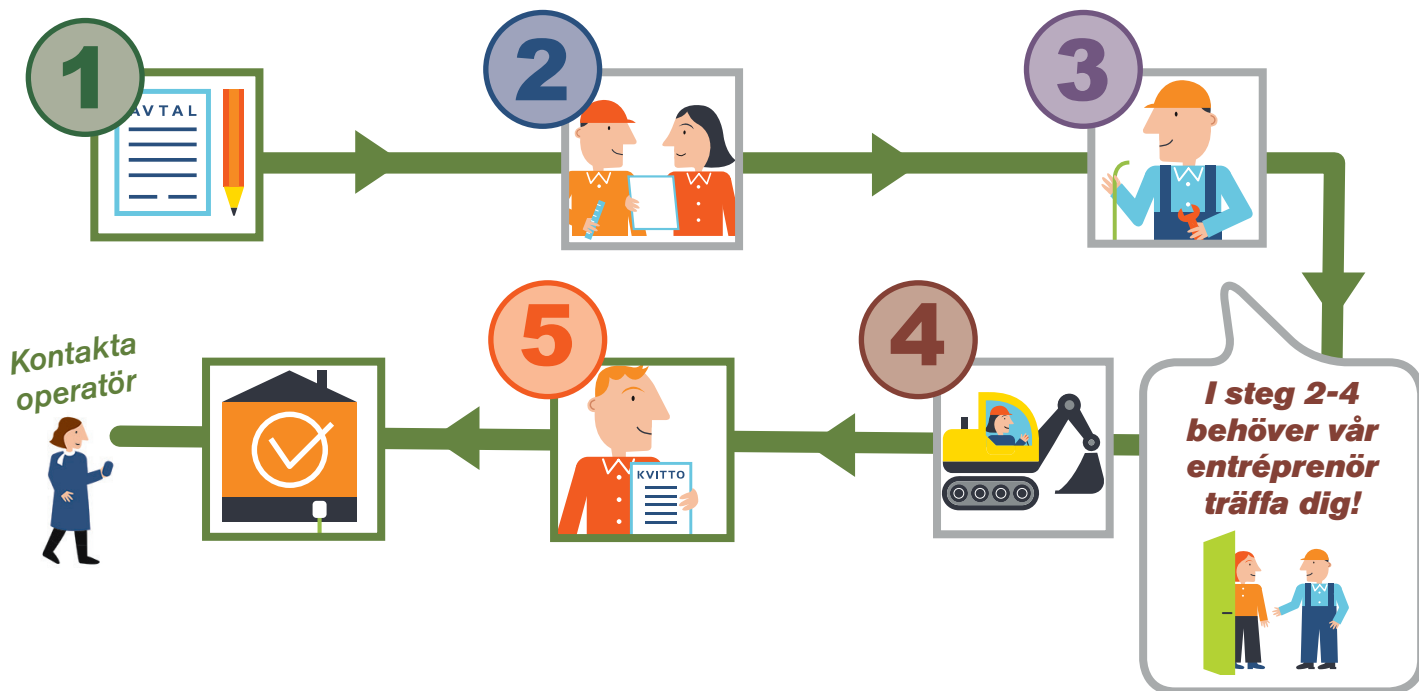 1
2
3
AVTAL
Kontakta
operatör
5
4
KVITTO
I steg 2-4
behöver vår
entréprenör
träffa dig!